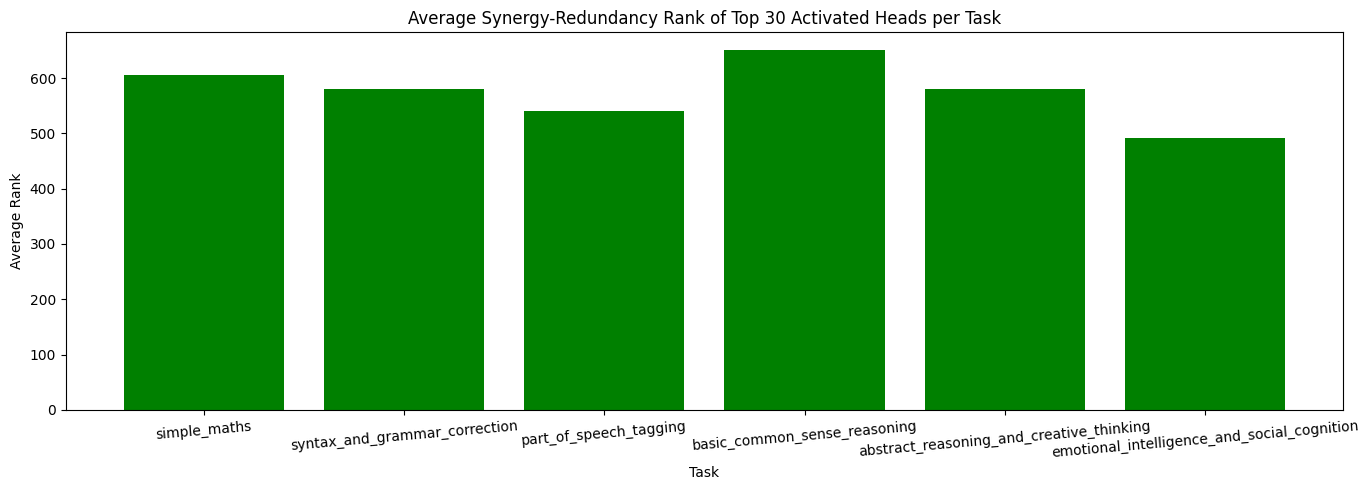 Average Synergy-Redundancy Rank of Top 30 Activated Heads per Task
Average Rank
600
500
400
300
200
100
0
simple_maths
syntax_and_grammar_correction
part_of_speech_tagging
basic_common_sense_reasoning
abstract_reasoning_and_creative_thinking
emotional_intelligence_and_social_cognition
Task